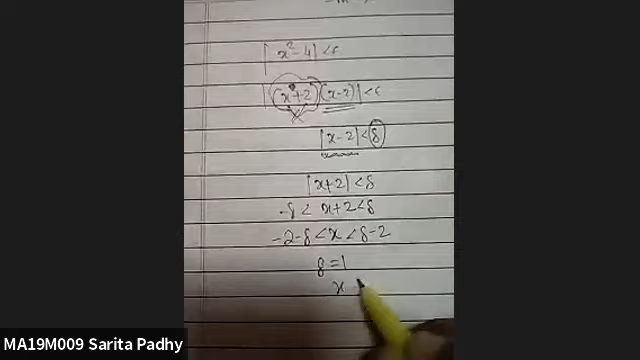 |x²-4| < ε
|(x+2)(x-2)| < ε
|x-2| < δ
|x+2| < δ
-δ < x+2 < δ
-2-δ < x < δ-2
δ = 1
x
MA19M009 Sarita Padhy